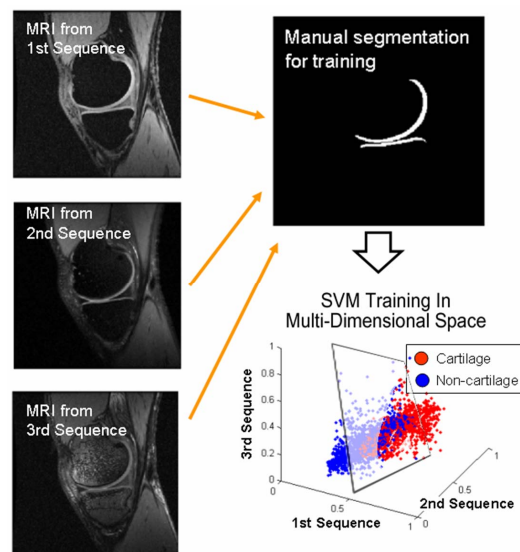 MRI from
1st Sequence
Manual segmentation
for training
MRI from
2nd Sequence
MRI from
3rd Sequence
SVM Training In
Multi-Dimensional Space
Cartilage
Non-cartilage
3rd Sequence
1
0.8
0.6
0.4
0.2
0
0
0.5
1
1st Sequence
0
0.5
1
2nd Sequence